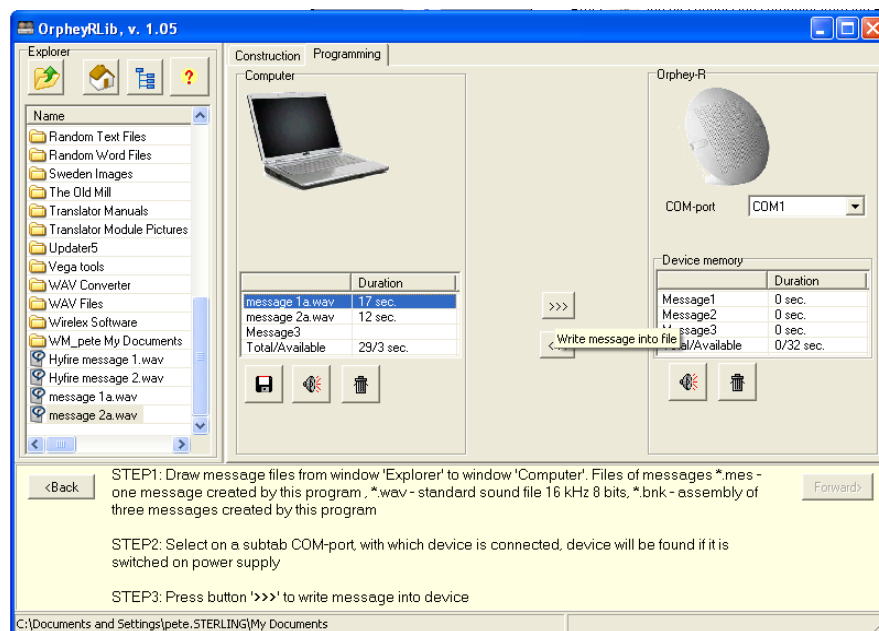 OrpheyRLib, v. 1.05
Explorer
?
Name
Random Text Files
Random Word Files
Sweden Images
The Old Mill
Translator Manuals
Translator Module Pictures
Updater5
Vega tools
WAV Converter
WAV Files
Wirelex Software
WM_pete My Documents
Hyfire message 1.wav
Hyfire message 2.wav
message 1a.wav
message 2a.wav
Construction Programming
Computer
Duration
message 1a.wav 17 sec.
message 2a.wav 12 sec.
Message3
Total/Available 29/3 sec.
>>>
Write message into file
Orphey-R
COM-port COM1
Device memory
Duration
Message1 0 sec.
Message2 0 sec.
0 sec.
0/32 sec.
<Back
STEP1: Draw message files from window 'Explorer' to window 'Computer'. Files of messages *.mes -
one message created by this program , *.wav - standard sound file 16 kHz 8 bits, *.bnk - assembly of
three messages created by this program
STEP2: Select on a subtab COM-port, with which device is connected, device will be found if it is
switched on power supply
STEP3: Press button '>>>' to write message into device
Forward>
C:\Documents and Settings\pete.STERLING\My Documents